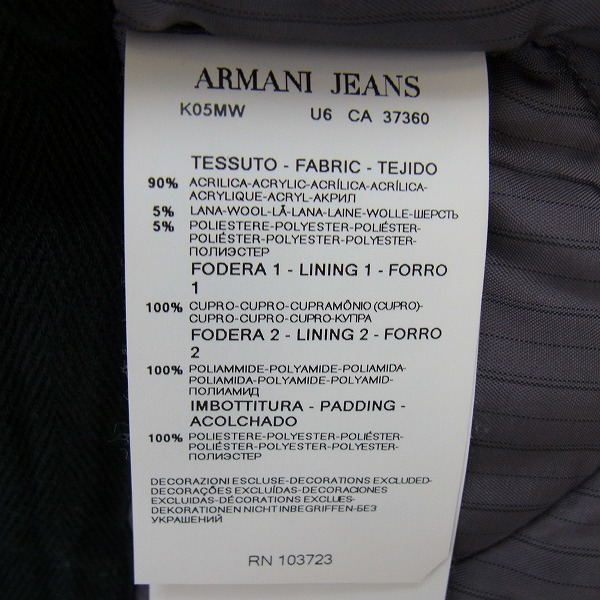 ARMANI JEANS
K05MW U6 CA 37360
TESSUTO - FABRIC - TEJIDO
90% ACRILICA-ACRYLIC-ACRÍLICA-ACRÍLICA-
ACRYLIQUE-ACRYL-АКРИЛ
5% LANA-WOOL-LÃ-LANA-LAINE-WOLLE-ШЕРСТЬ
5% POLIESTERE-POLYESTER-POLIÉSTER-
POLIÉSTER-POLYESTER-POLYESTER-
ПОЛИЭСТЕР
FODERA 1 - LINING 1 - FORRO
1
100% CUPRO-CUPRO-CUPRAMÔNIO (CUPRO)-
CUPRO-CUPRO-CUPRO-КУПРА
FODERA 2 - LINING 2 - FORRO
2
100% POLIAMMIDE-POLYAMIDE-POLIAMIDA-
POLIAMIDA-POLYAMIDE-POLYAMID-
ПОЛИАМИД
IMBOTTITURA - PADDING -
ACOLCHADO
100% POLIESTERE-POLYESTER-POLIÉSTER-
POLIÉSTER-POLYESTER-POLYESTER-
ПОЛИЭСТЕР
DECORAZIONI ESCLUSE-DECORATIONS EXCLUDED-
DECORAÇÕES EXCLUÍDAS-DECORACIONES
EXCLUIDAS-DÉCORATIONS EXCLUES-
DEKORATIONEN NICHT INBEGRIFFEN-БЕЗ
УКРАШЕНИЙ
RN 103723